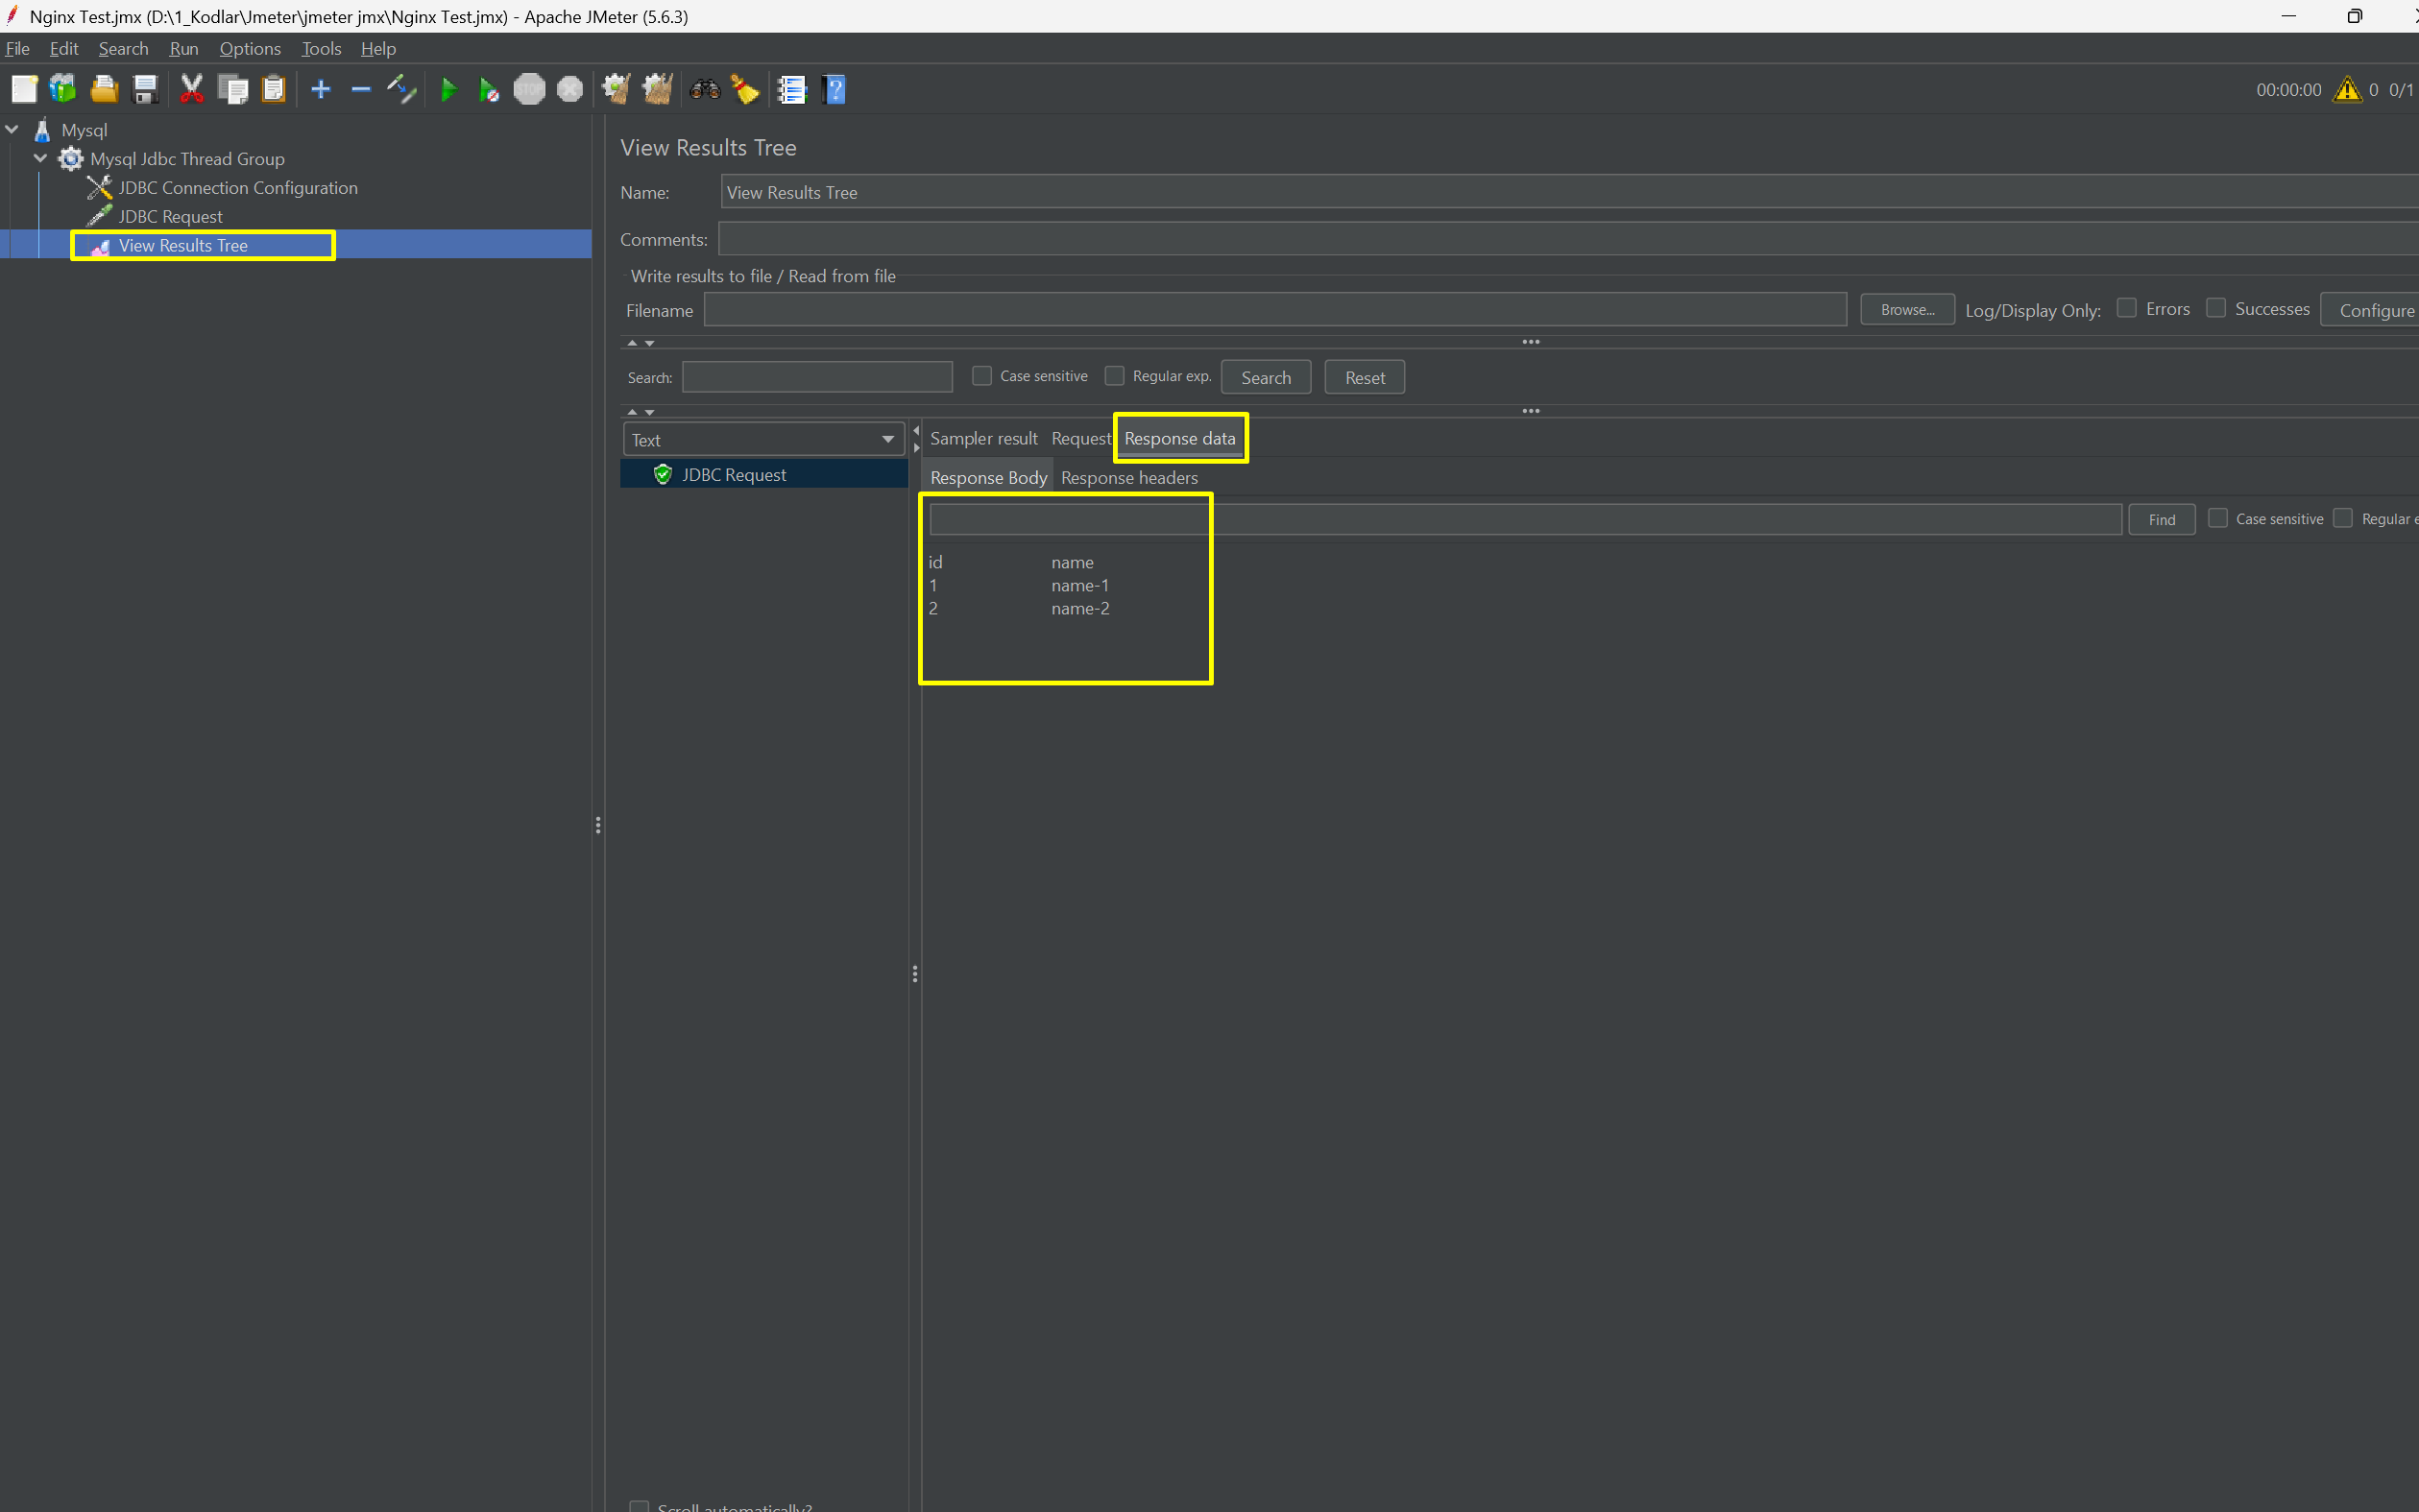 Nginx Test.jmx (D:\1_Kodlar\Jmeter\jmeter jmx\Nginx Test.jmx) - Apache JMeter (5.6.3)
File Edit Search Run Options Tools Help
STOP
?
00:00:00 0 0/1
Mysql
Mysql Jdbc Thread Group
JDBC Connection Configuration
JDBC Request
View Results Tree
View Results Tree
Name: View Results Tree
Comments:
Write results to file / Read from file
Filename Browse... Log/Display Only: Errors Successes Configure
Search: Case sensitive Regular exp. Search Reset
Text
JDBC Request
Sampler result Request Response data
Response Body Response headers
Find Case sensitive Regular e
id name
1 name-1
2 name-2
Scroll automatically?